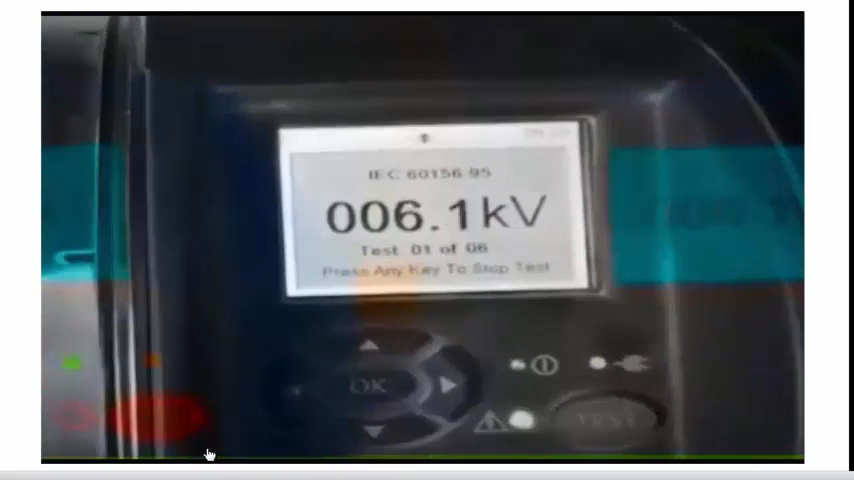 IEC 60156-95
006.1kV
Test 01 of 06
Press Any Key To Stop Test
OK
TEST